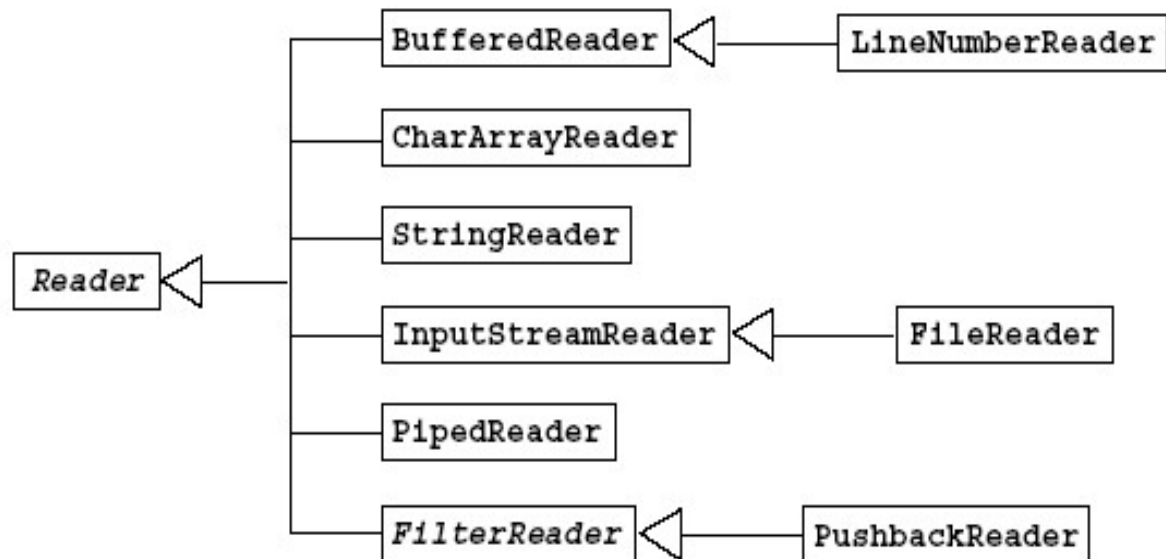 BufferedReader
LineNumberReader
CharArrayReader
StringReader
Reader
InputStreamReader
FileReader
PipedReader
FilterReader
PushbackReader